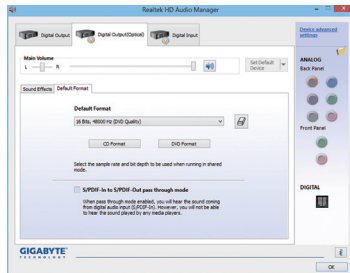 Realtek HD Audio Manager
Digital Output
Digital Output(Optical)
Digital Input
Device advanced
settings
Main Volume
L
R
Set Default
Device
ANALOG
Back Panel
Sound Effects
Default Format
Default Format
16 Bits, 48000 Hz (DVD Quality)
CD Format
DVD Format
Front Panel
Select the sample rate and bit depth to be used when running in shared
mode.
S/PDIF-In to S/PDIF-Out pass through mode
When pass through mode enabled, you will hear the sound coming
from digital audio input (S/PDIF-In). However, you will not be able
to hear the sound played by any media players.
DIGITAL
GIGABYTE™
TECHNOLOGY
i
OK